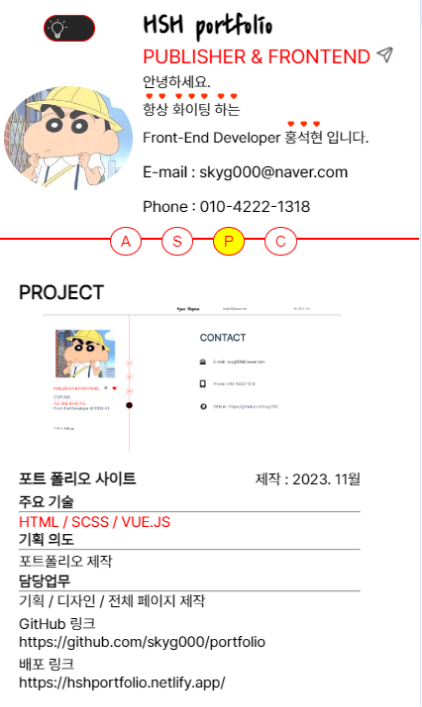 HSH portfolio
PUBLISHER & FRONTEND
안녕하세요.
항상 화이팅 하는
Front-End Developer 홍석현 입니다.
E-mail : skyg000@naver.com
Phone : 010-4222-1318
A S P C
PROJECT
CONTACT
PUBLISHER & FRONTEND
포트 폴리오 사이트
제작 : 2023. 11월
주요 기술
HTML / SCSS / VUE.JS
기획 의도
포트폴리오 제작
담당업무
기획 / 디자인 / 전체 페이지 제작
GitHub 링크
https://github.com/skyg000/portfolio
배포 링크
https://hshportfolio.netlify.app/